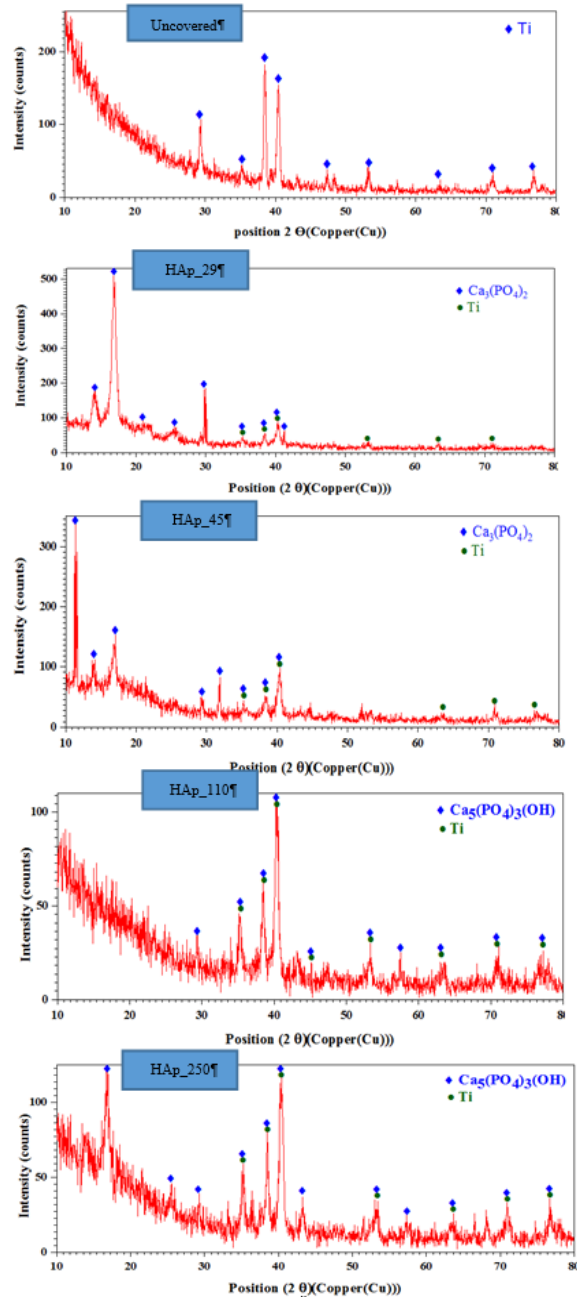 Uncovered¶
Ti
Intensity (counts)
200
100
0
10 20 30 40 50 60 70 80
position 2 Θ(Copper(Cu))
HAp_29¶
Ca₃(PO₄)₂
Ti
Intensity (counts)
500
400
300
200
100
0
10 20 30 40 50 60 70 80
Position (2 θ)(Copper(Cu)))
HAp_45¶
Ca₃(PO₄)₂
Ti
Intensity (counts)
300
200
100
0
10 20 30 40 50 60 70 80
Position (2 θ)(Copper(Cu)))
HAp_110¶
Ca₅(PO₄)₃(OH)
Ti
Intensity (counts)
100
50
0
10 20 30 40 50 60 70 80
Position (2 θ)(Copper(Cu)))
HAp_250¶
Ca₅(PO₄)₃(OH)
Ti
Intensity (counts)
100
50
0
10 20 30 40 50 60 70 80
Position (2 θ)(Copper(Cu)))